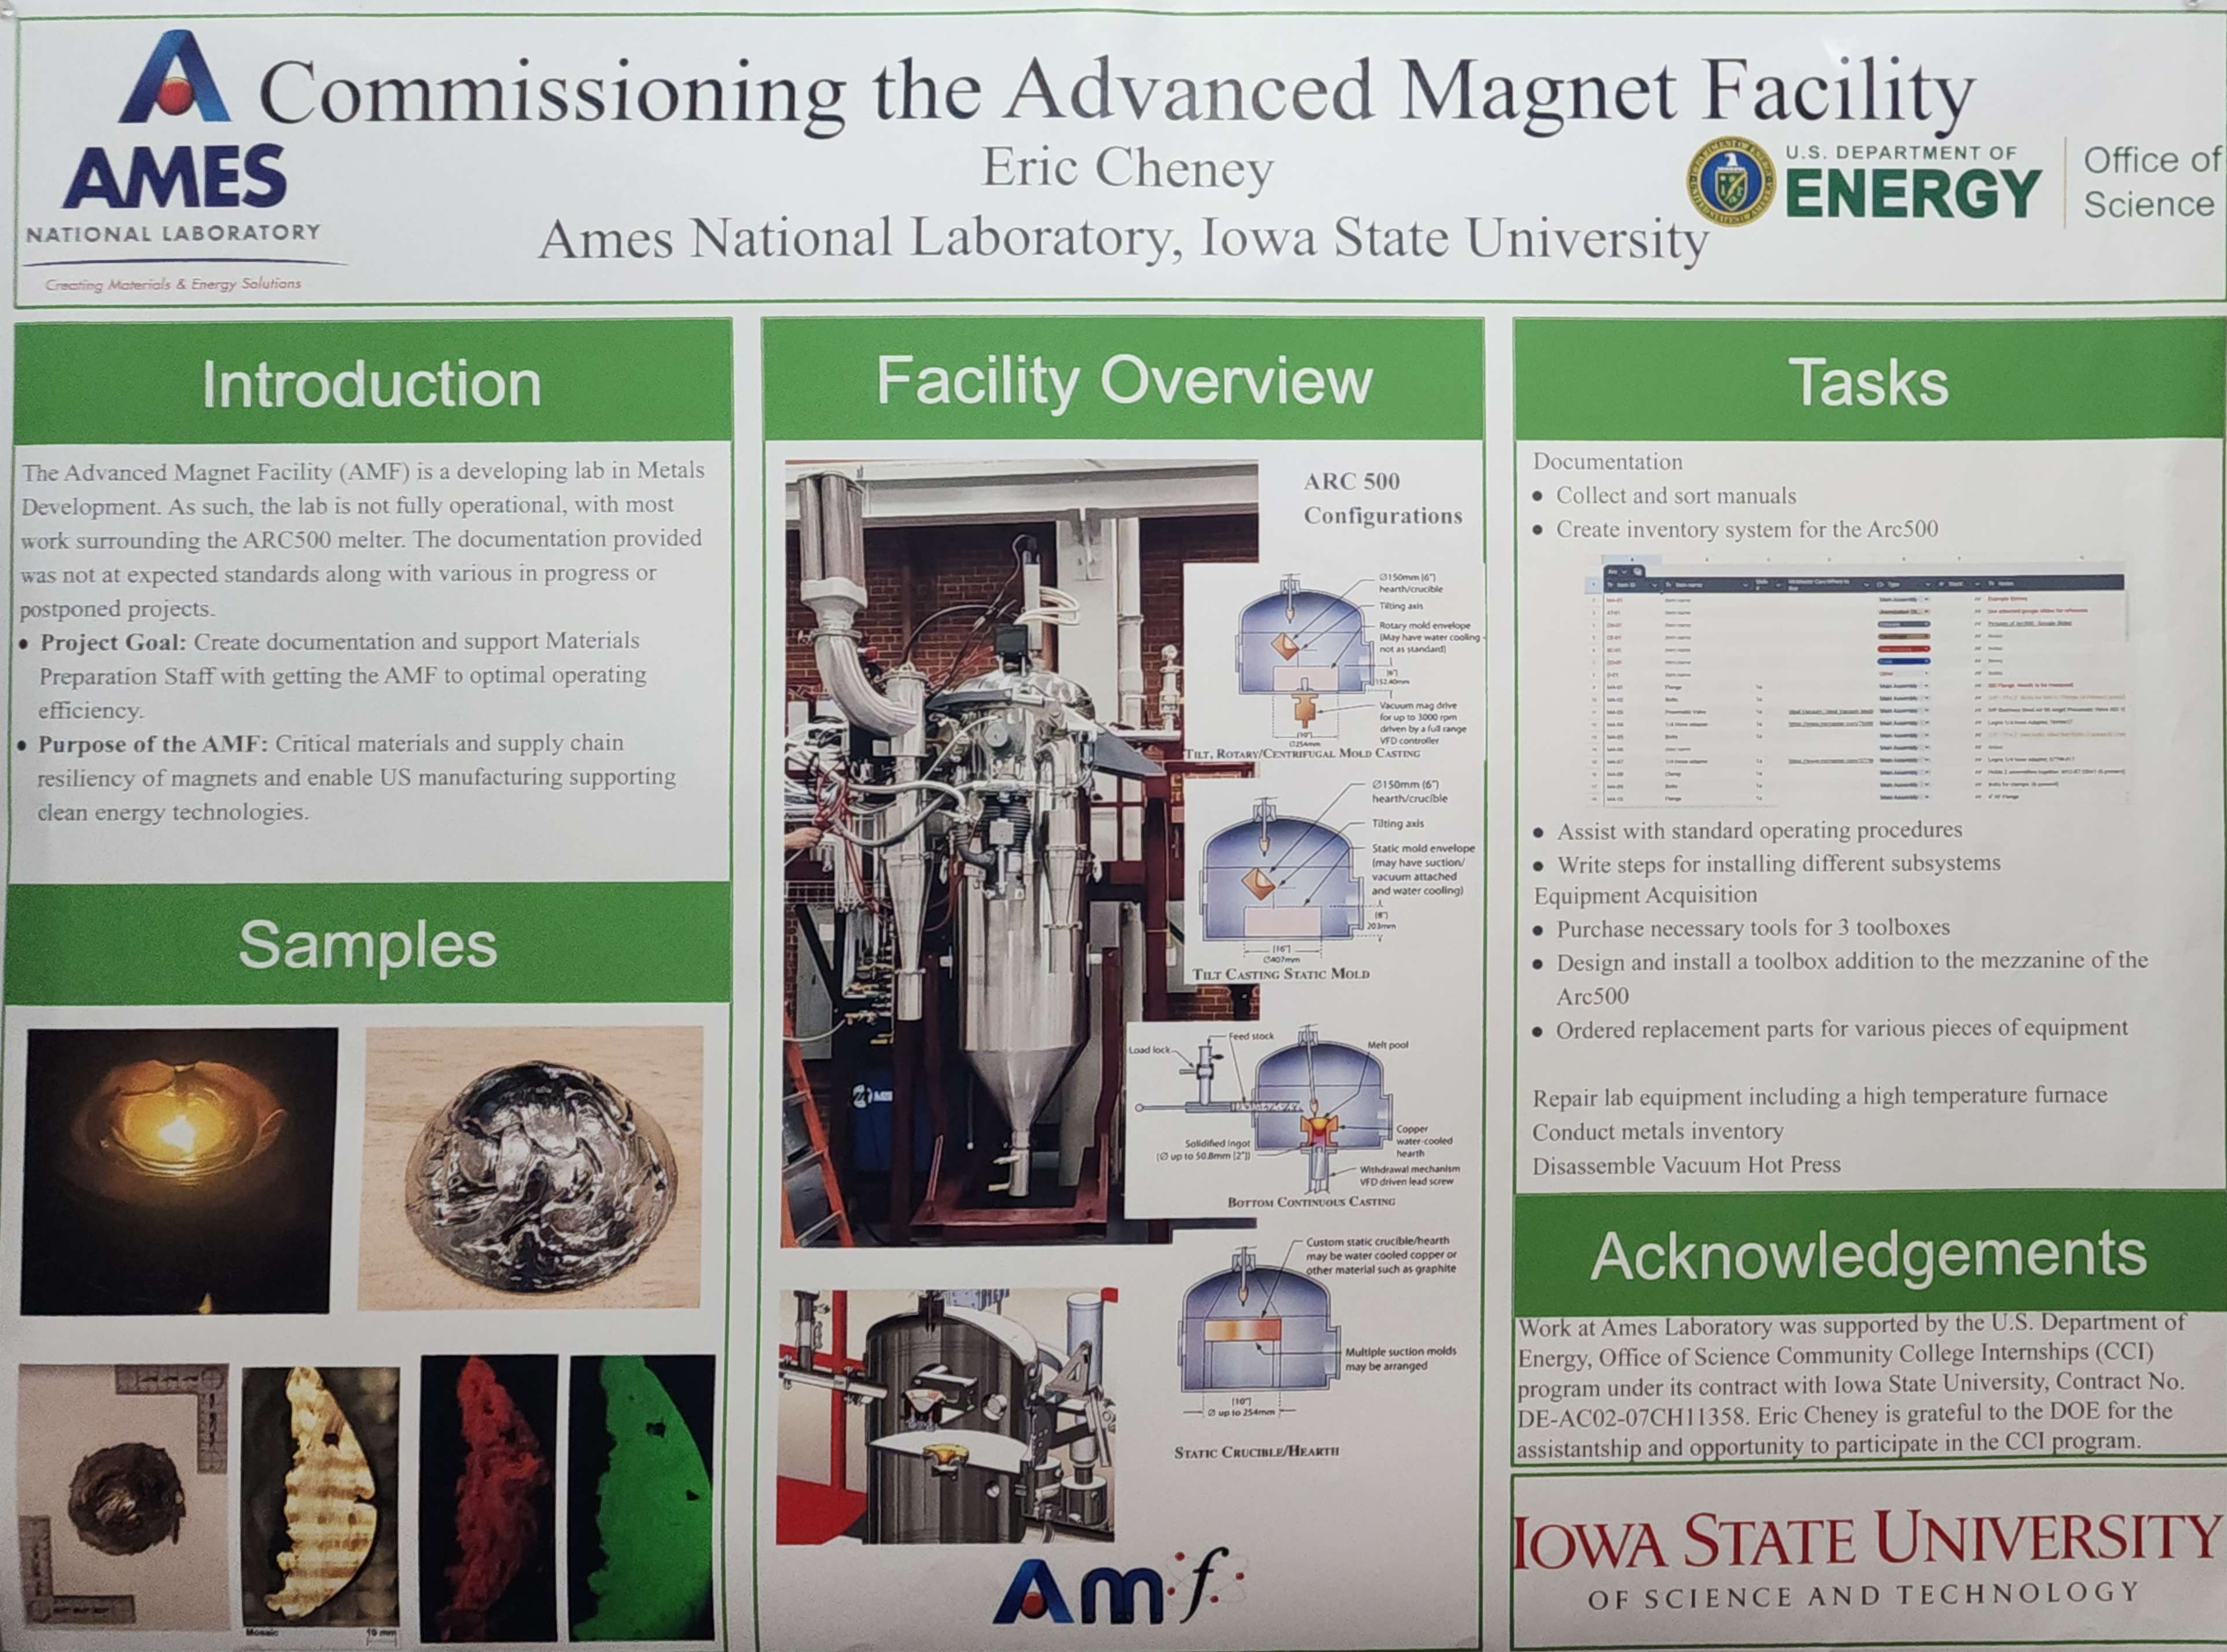 Commissioning the Advanced Magnet Facility
Eric Cheney
Ames National Laboratory, Iowa State University
AMES
NATIONAL LABORATORY
Creating Materials & Energy Solutions
U.S. DEPARTMENT OF
ENERGY
Office of
Science
Introduction
The Advanced Magnet Facility (AMF) is a developing lab in Metals
Development. As such, the lab is not fully operational, with most
work surrounding the ARC500 melter. The documentation provided
was not at expected standards along with various in progress or
postponed projects.
• Project Goal: Create documentation and support Materials
Preparation Staff with getting the AMF to optimal operating
efficiency.
• Purpose of the AMF: Critical materials and supply chain
resiliency of magnets and enable US manufacturing supporting
clean energy technologies.
Samples
Mosaic
10 mm
Facility Overview
ARC 500
Configurations
∅150mm (6")
hearth/crucible
Tilting axis
Rotary mold envelope
(May have water cooling -
not as standard)
(6")
152.40mm
Vacuum mag drive
for up to 3000 rpm
driven by a full range
VFD controller
(10")
∅254mm
TILT, ROTARY/CENTRIFUGAL MOLD CASTING
∅150mm (6")
hearth/crucible
Tilting axis
Static mold envelope
(may have suction/
vacuum attached
and water cooling)
(8")
203mm
(16")
∅407mm
TILT CASTING STATIC MOLD
Feed stock
Load lock
Melt pool
Copper
water-cooled
hearth
Solidified ingot
(∅ up to 50.8mm [2"])
Withdrawal mechanism
VFD driven lead screw
BOTTOM CONTINUOUS CASTING
Custom static crucible/hearth
may be water cooled copper or
other material such as graphite
Multiple suction molds
may be arranged
(10")
∅ up to 254mm
STATIC CRUCIBLE/HEARTH
Amf
Tasks
Documentation
• Collect and sort manuals
• Create inventory system for the Arc500
• Assist with standard operating procedures
• Write steps for installing different subsystems
Equipment Acquisition
• Purchase necessary tools for 3 toolboxes
• Design and install a toolbox addition to the mezzanine of the
Arc500
• Ordered replacement parts for various pieces of equipment
Repair lab equipment including a high temperature furnace
Conduct metals inventory
Disassemble Vacuum Hot Press
Acknowledgements
Work at Ames Laboratory was supported by the U.S. Department of
Energy, Office of Science Community College Internships (CCI)
program under its contract with Iowa State University, Contract No.
DE-AC02-07CH11358. Eric Cheney is grateful to the DOE for the
assistantship and opportunity to participate in the CCI program.
IOWA STATE UNIVERSITY
OF SCIENCE AND TECHNOLOGY